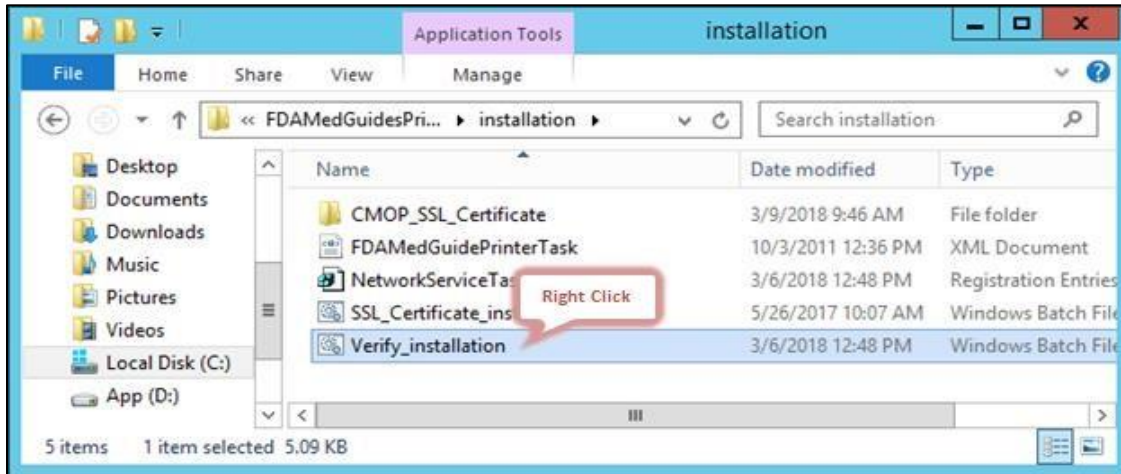 Application Tools installation
File Home Share View Manage
« FDAMedGuidesPri... installation Search installation
Desktop
Documents
Downloads
Music
Pictures
Videos
Local Disk (C:)
App (D:)
Name Date modified Type
CMOP_SSL_Certificate 3/9/2018 9:46 AM File folder
FDAMedGuidePrinterTask 10/3/2011 12:36 PM XML Document
NetworkServiceTas 3/6/2018 12:48 PM Registration Entries
SSL_Certificate_ins 5/26/2017 10:07 AM Windows Batch File
Verify_installation 3/6/2018 12:48 PM Windows Batch File
Right Click
5 items 1 item selected 5.09 KB